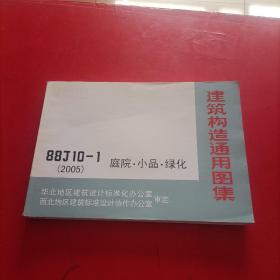 建筑构造通用图集
88J10-1 庭院·小品·绿化
(2005)
华北地区建筑设计标准化办公室
西北地区建筑标准设计协作办公室 审定